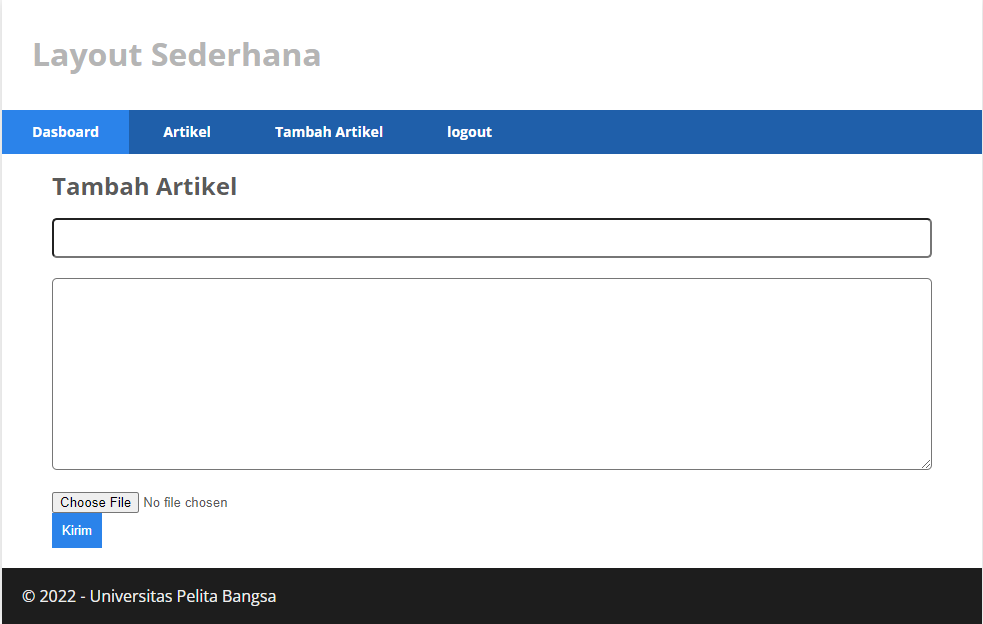 Layout Sederhana
Dasboard Artikel Tambah Artikel logout
Tambah Artikel
Choose File No file chosen
Kirim
© 2022 - Universitas Pelita Bangsa